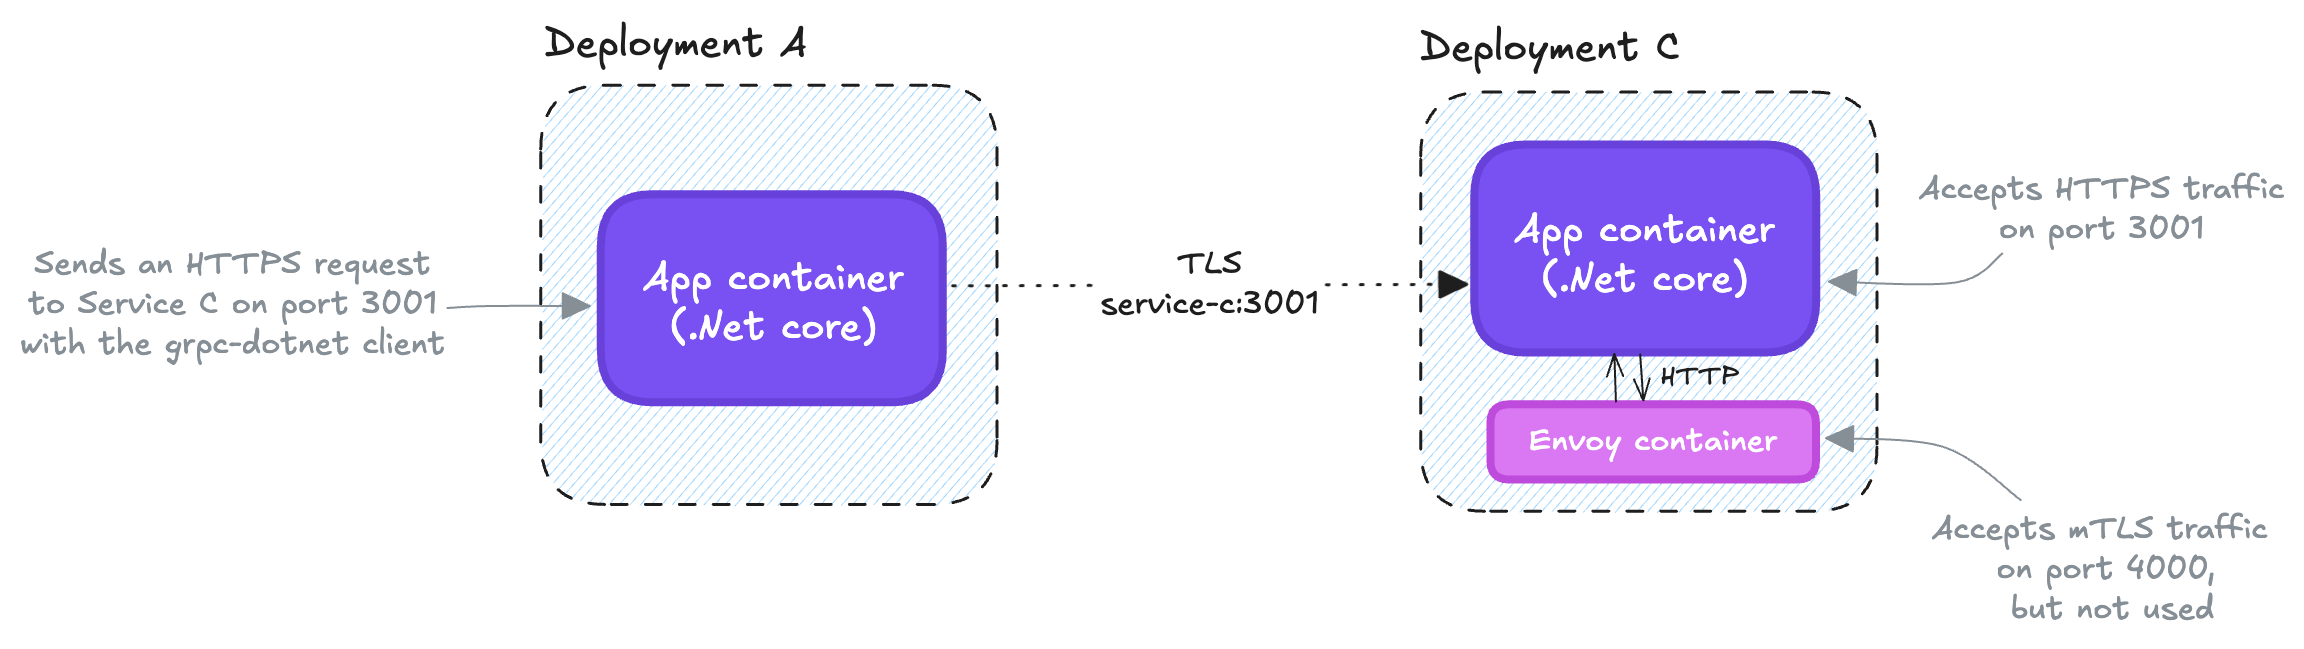 Deployment A
Deployment C
Sends an HTTPS request
to Service C on port 3001
with the grpc-dotnet client
App container
(.Net core)
TLS
service-c:3001
App container
(.Net core)
Accepts HTTPS traffic
on port 3001
HTTP
Envoy container
Accepts mTLS traffic
on port 4000,
but not used